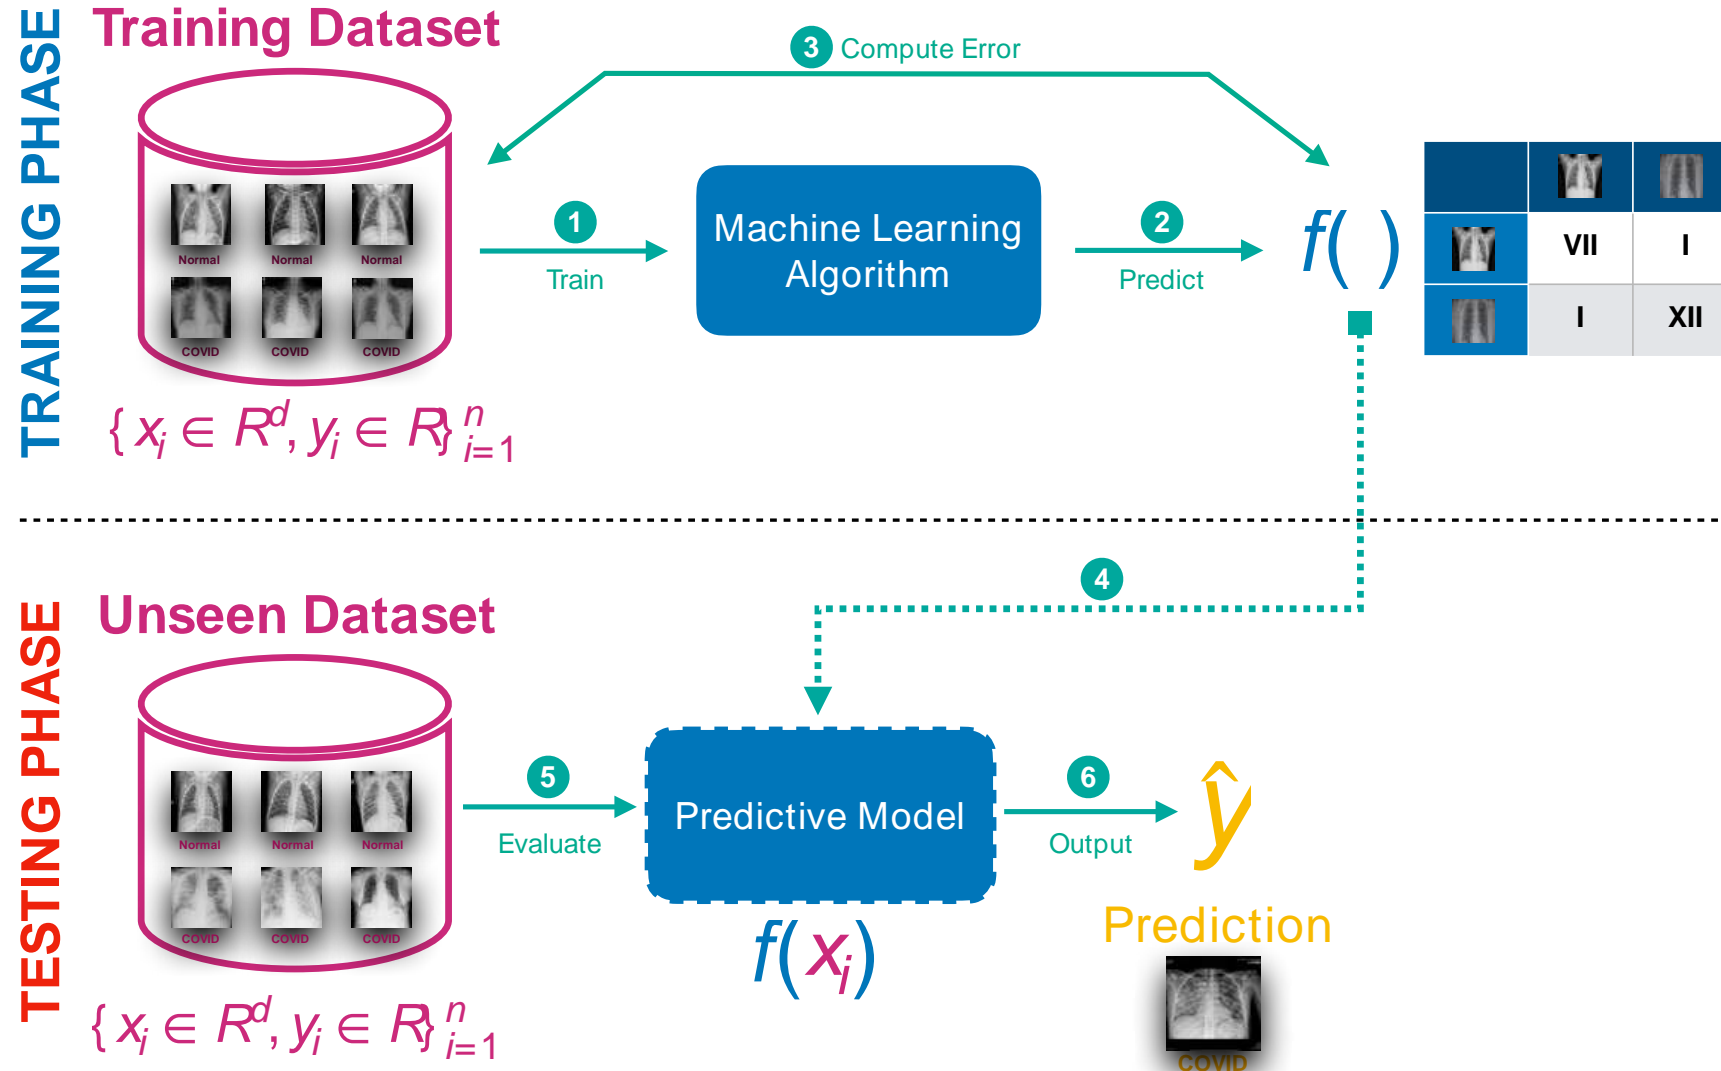 TRAINING PHASE
Training Dataset
3 Compute Error
Normal Normal Normal
COVID COVID COVID
1
Train
Machine Learning
Algorithm
2
Predict
f( )
VII I
I XII
{ xᵢ ∈ Rᵈ, yᵢ ∈ R}ⁿᵢ₌₁
4
TESTING PHASE
Unseen Dataset
Normal Normal Normal
COVID COVID COVID
5
Evaluate
Predictive Model
f(xᵢ)
6
Output
ŷ
Prediction
COVID
{ xᵢ ∈ Rᵈ, yᵢ ∈ R}ⁿᵢ₌₁